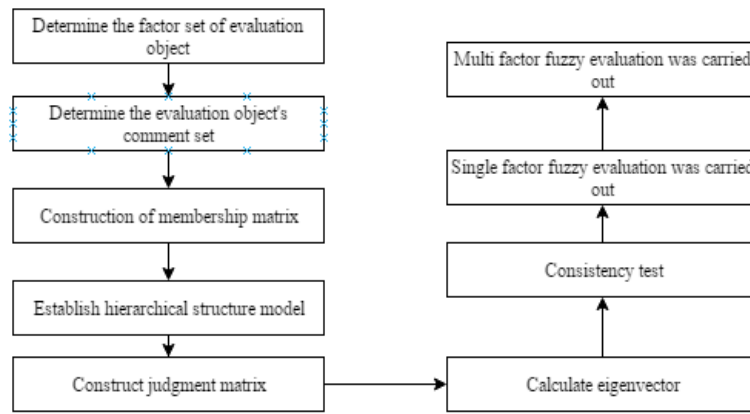 Determine the factor set of evaluation
object
Determine the evaluation object's
comment set
Construction of membership matrix
Establish hierarchical structure model
Construct judgment matrix
Calculate eigenvector
Consistency test
Single factor fuzzy evaluation was carried
out
Multi factor fuzzy evaluation was carried
out